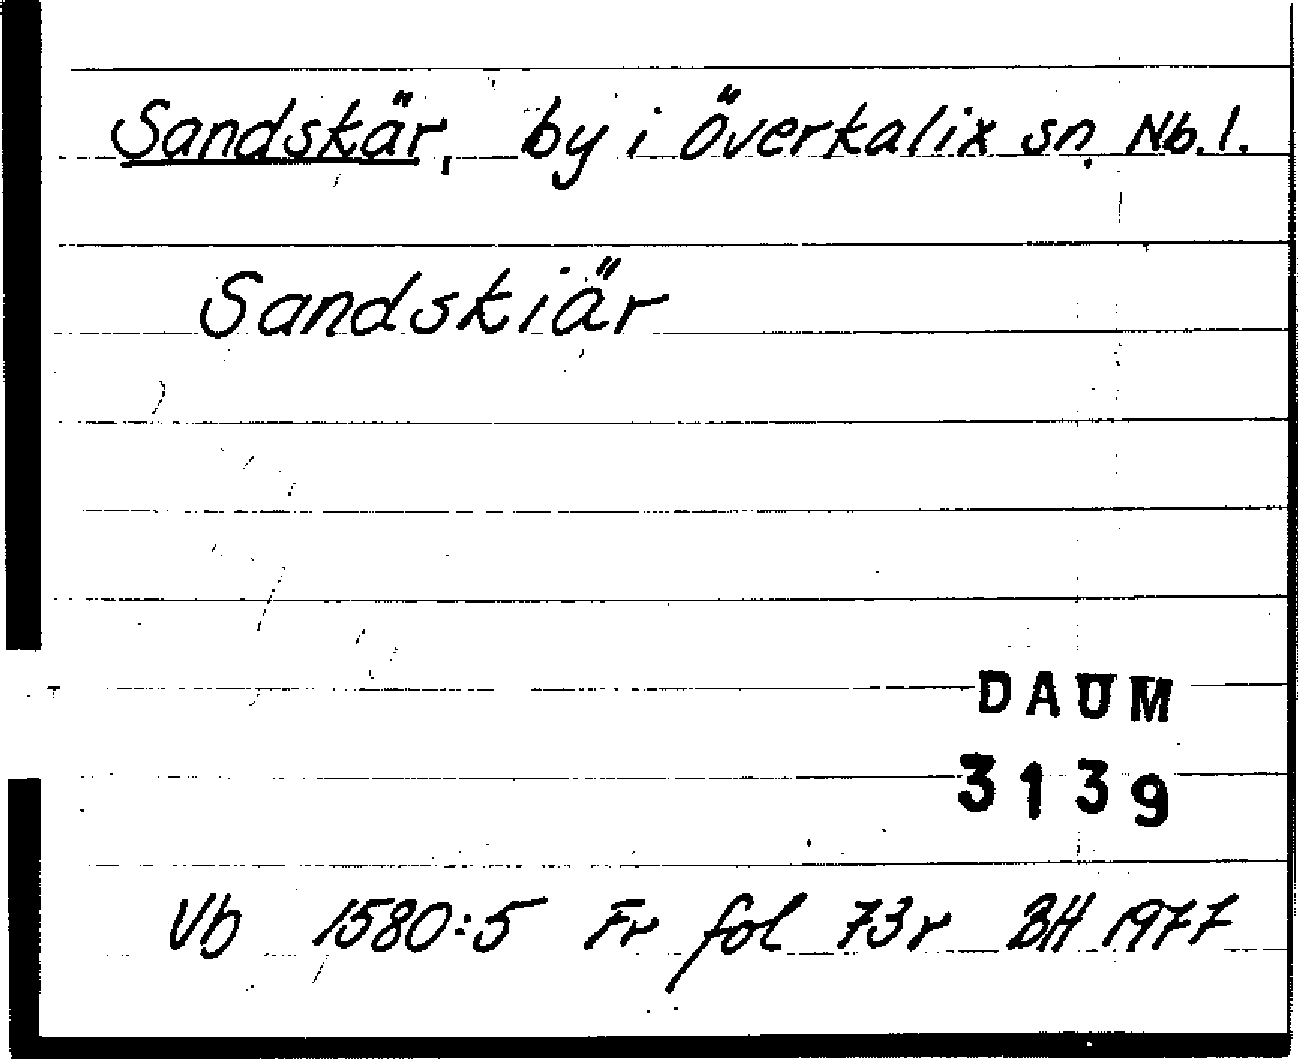 Sandskär, by i Överkalix sn. Nb. l.
Sandskiär
DAUM
3139
Vb 1580:5 Fr fol 73r BH 1977